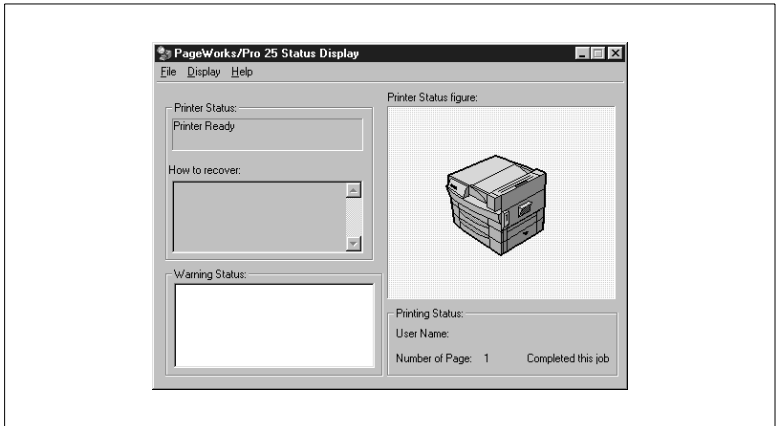 PageWorks/Pro 25 Status Display
File Display Help
Printer Status:
Printer Ready
How to recover:
Warning Status:
Printer Status figure:
Printing Status:
User Name:
Number of Page: 1 Completed this job